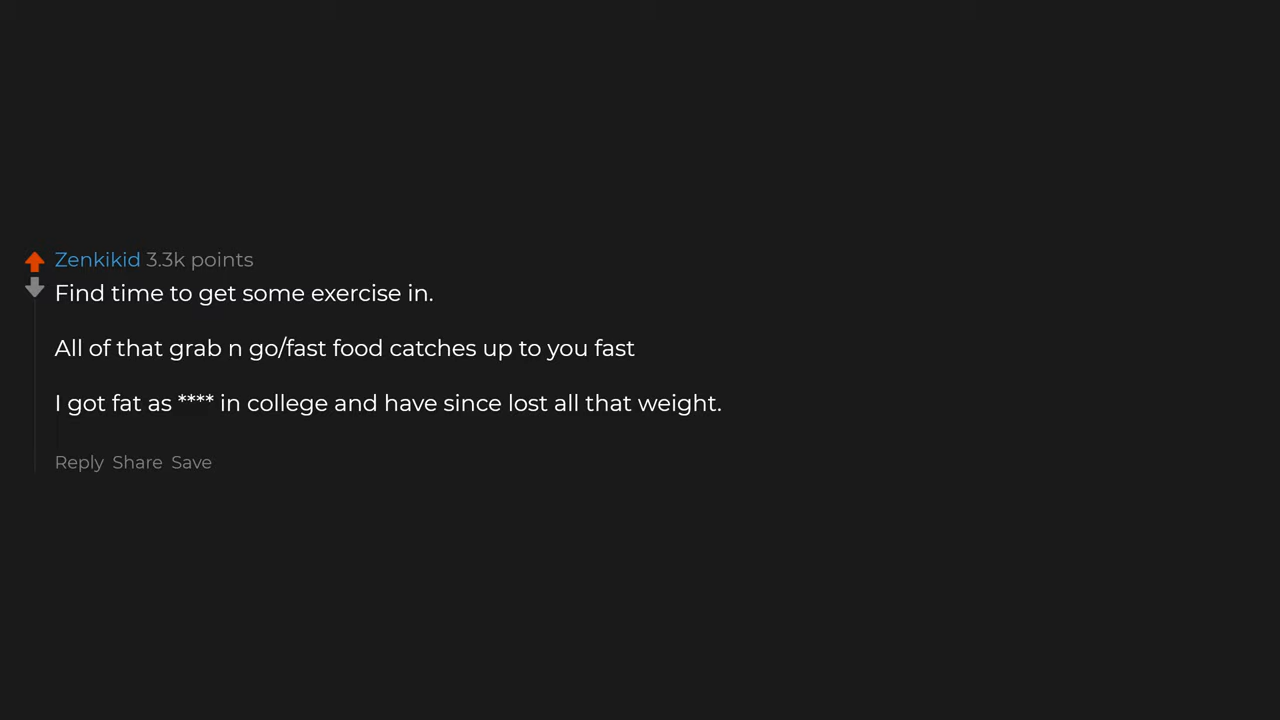 Zenkikid 3.3k points
Find time to get some exercise in.
All of that grab n go/fast food catches up to you fast
I got fat as **** in college and have since lost all that weight.
Reply Share Save